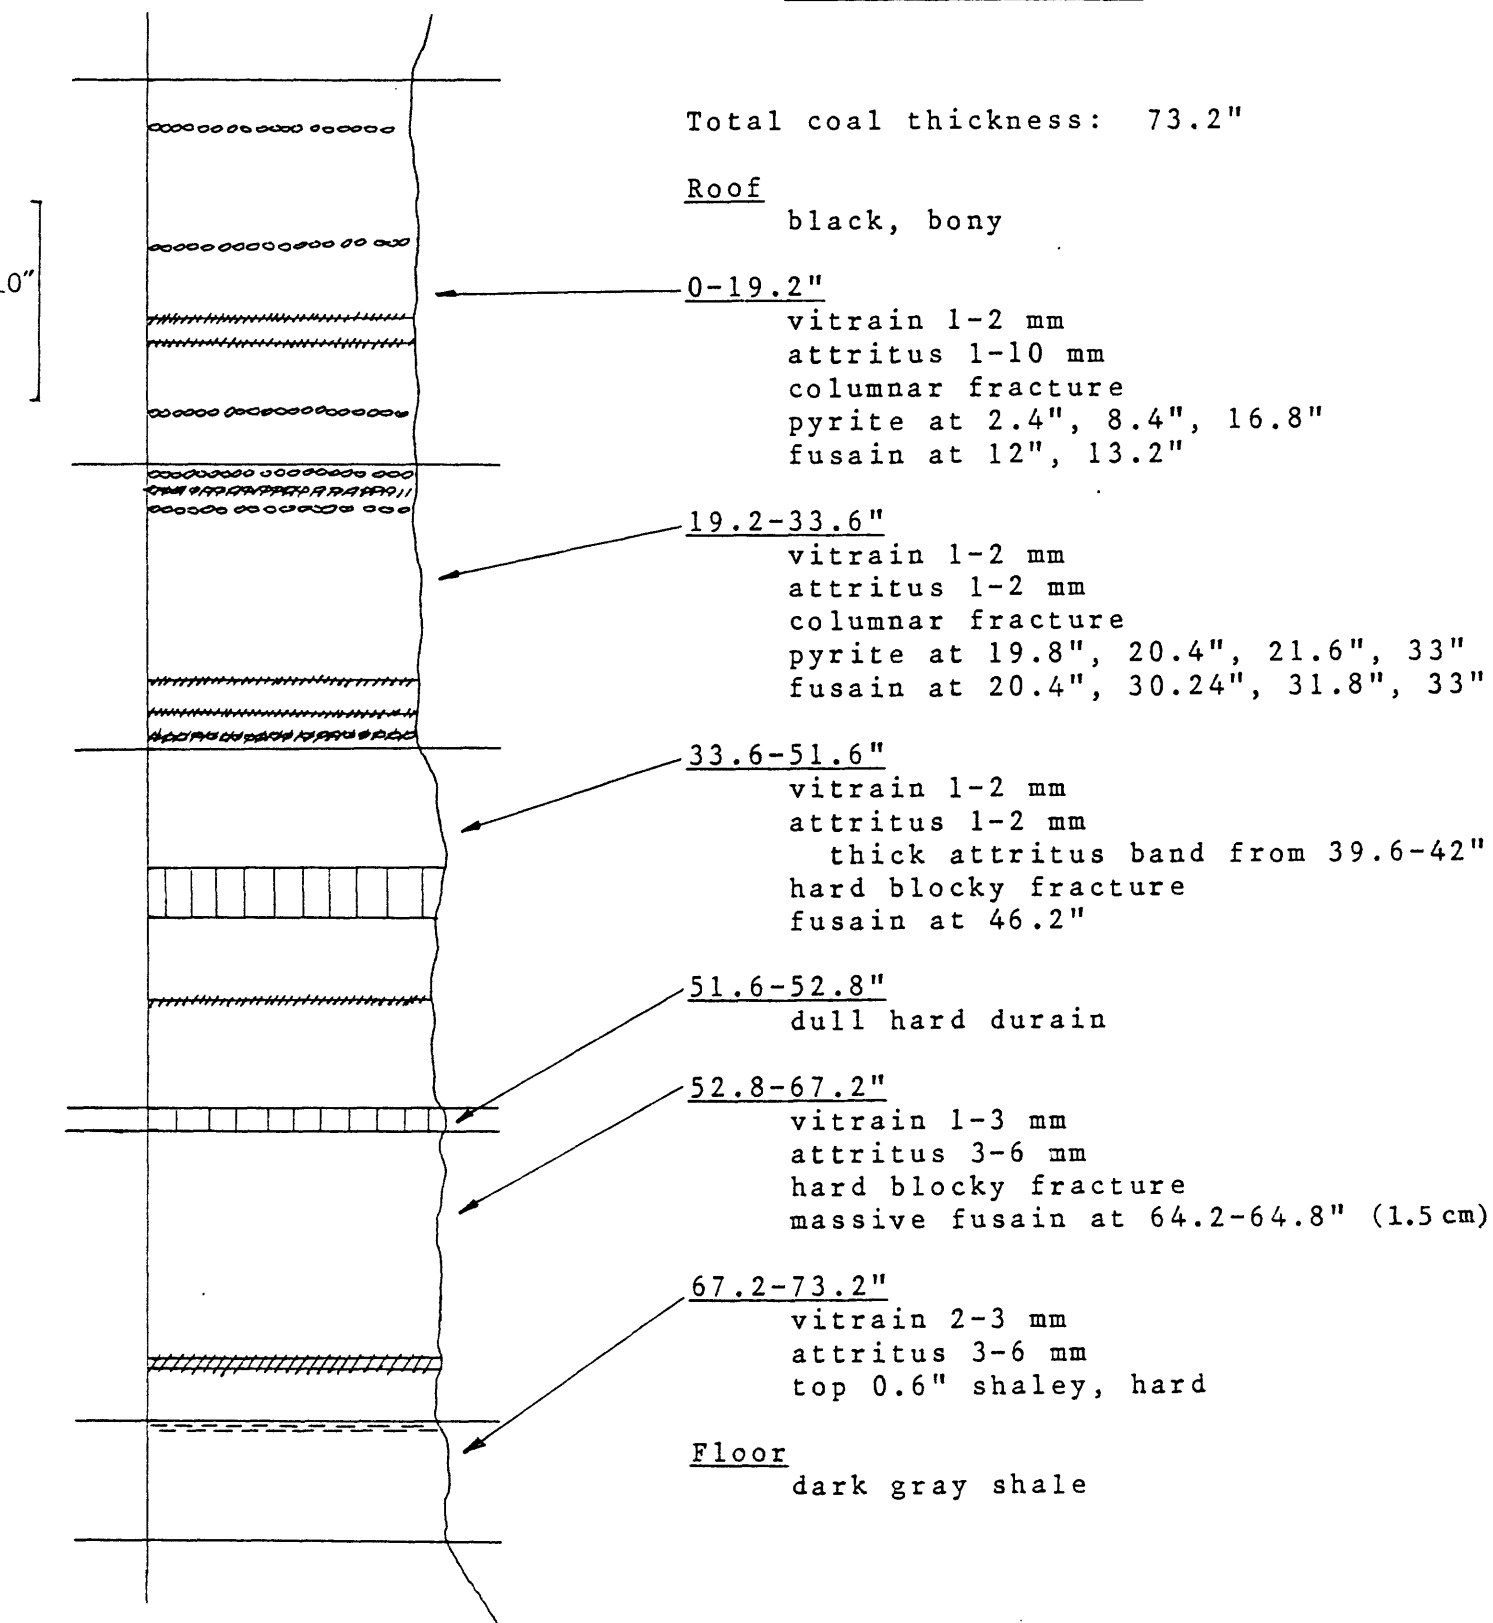 Total coal thickness: 73.2"
Roof
black, bony
0-19.2"
vitrain 1-2 mm
attritus 1-10 mm
columnar fracture
pyrite at 2.4", 8.4", 16.8"
fusain at 12", 13.2"
19.2-33.6"
vitrain 1-2 mm
attritus 1-2 mm
columnar fracture
pyrite at 19.8", 20.4", 21.6", 33"
fusain at 20.4", 30.24", 31.8", 33"
33.6-51.6"
vitrain 1-2 mm
attritus 1-2 mm
thick attritus band from 39.6-42"
hard blocky fracture
fusain at 46.2"
51.6-52.8"
dull hard durain
52.8-67.2"
vitrain 1-3 mm
attritus 3-6 mm
hard blocky fracture
massive fusain at 64.2-64.8" (1.5 cm)
67.2-73.2"
vitrain 2-3 mm
attritus 3-6 mm
top 0.6" shaley, hard
Floor
dark gray shale